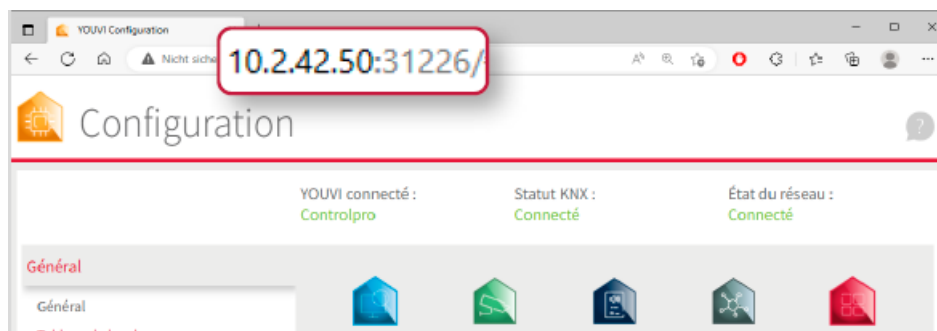 YOUVI Configuration
Nicht siche
10.2.42.50:31226/
Configuration
?
YOUVI connecté :
Controlpro
Statut KNX :
Connecté
État du réseau :
Connecté
Général
Général